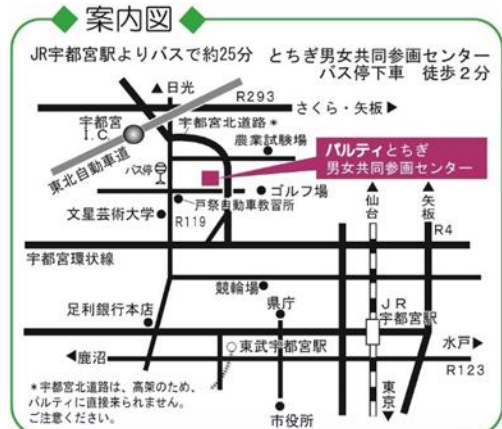 案内図
JR宇都宮駅よりバスで約25分 とちぎ男女共同参画センター
バス停下車 徒歩2分
▲日光
R293
さくら・矢板▶
宇都宮
I.C.
宇都宮北道路*
農業試験場
東北自動車道
バス停
パルティとちぎ
男女共同参画センター
ゴルフ場
戸祭自動車教習所
文星芸術大学
R119
仙台
矢板
R4
宇都宮環状線
競輪場
足利銀行本店
県庁
JR
宇都宮駅
水戸▶
◀鹿沼
東武宇都宮駅
R123
*宇都宮北道路は、高架のため、
パルティに直接来られません。
ご注意ください。
市役所
東京